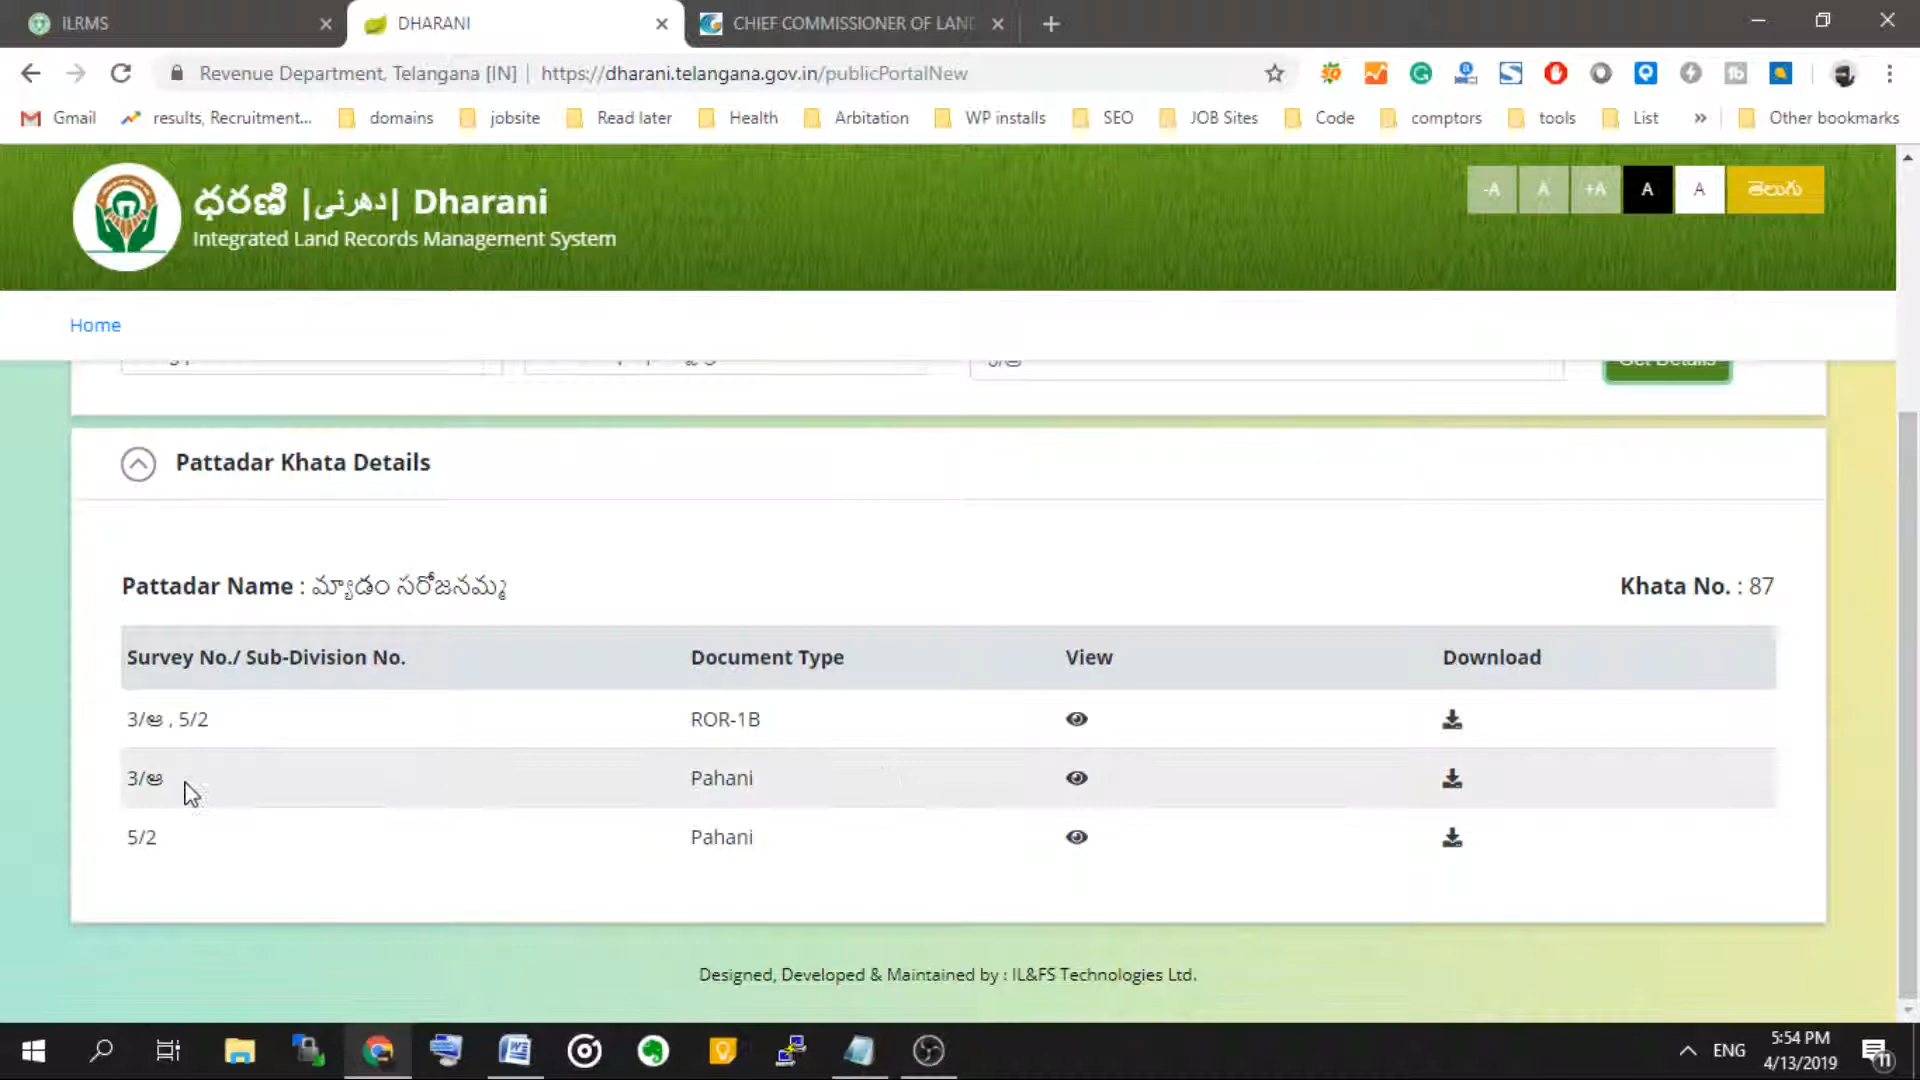 ILRMS
DHARANI
CHIEF COMMISSIONER OF LAND
Revenue Department, Telangana [IN] | https://dharani.telangana.gov.in/publicPortalNew
Gmail
results, Recruitment...
domains
jobsite
Read later
Health
Arbitation
WP installs
SEO
JOB Sites
Code
comptors
tools
List
»
Other bookmarks
ధరణి |دھرنی| Dharani
Integrated Land Records Management System
-A A +A A A తెలుగు
Home
Get Details
Pattadar Khata Details
Pattadar Name : మ్యాడం సరోజనమ్మ
Khata No. : 87
Survey No./ Sub-Division No. Document Type View Download
3/ఆ , 5/2 ROR-1B
3/ఆ Pahani
5/2 Pahani
Designed, Developed & Maintained by : IL&FS Technologies Ltd.
ENG
5:54 PM
4/13/2019
11